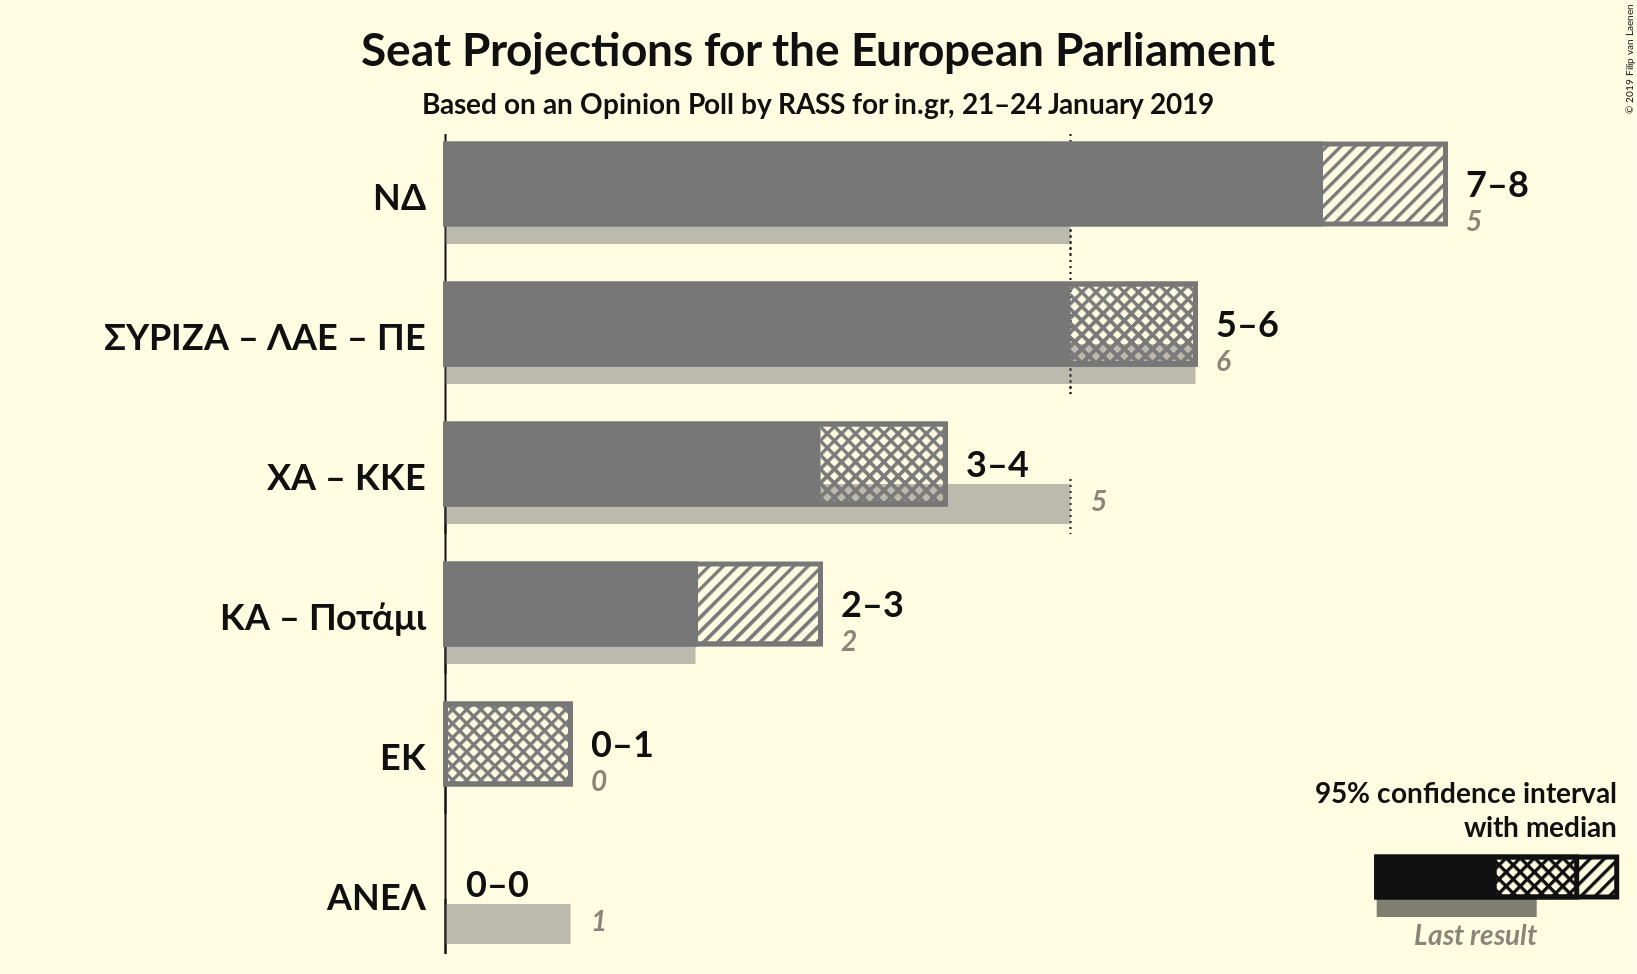 Seat Projections for the European Parliament
Based on an Opinion Poll by RASS for in.gr, 21–24 January 2019
© 2019 Filip van Laenen
ΝΔ
7–8
5
ΣΥΡΙΖΑ – ΛΑΕ – ΠΕ
5–6
6
ΧΑ – ΚΚΕ
3–4
5
ΚΑ – Ποτάμι
2–3
2
ΕΚ
0–1
0
ΑΝΕΛ
0–0
1
95% confidence interval
with median
Last result